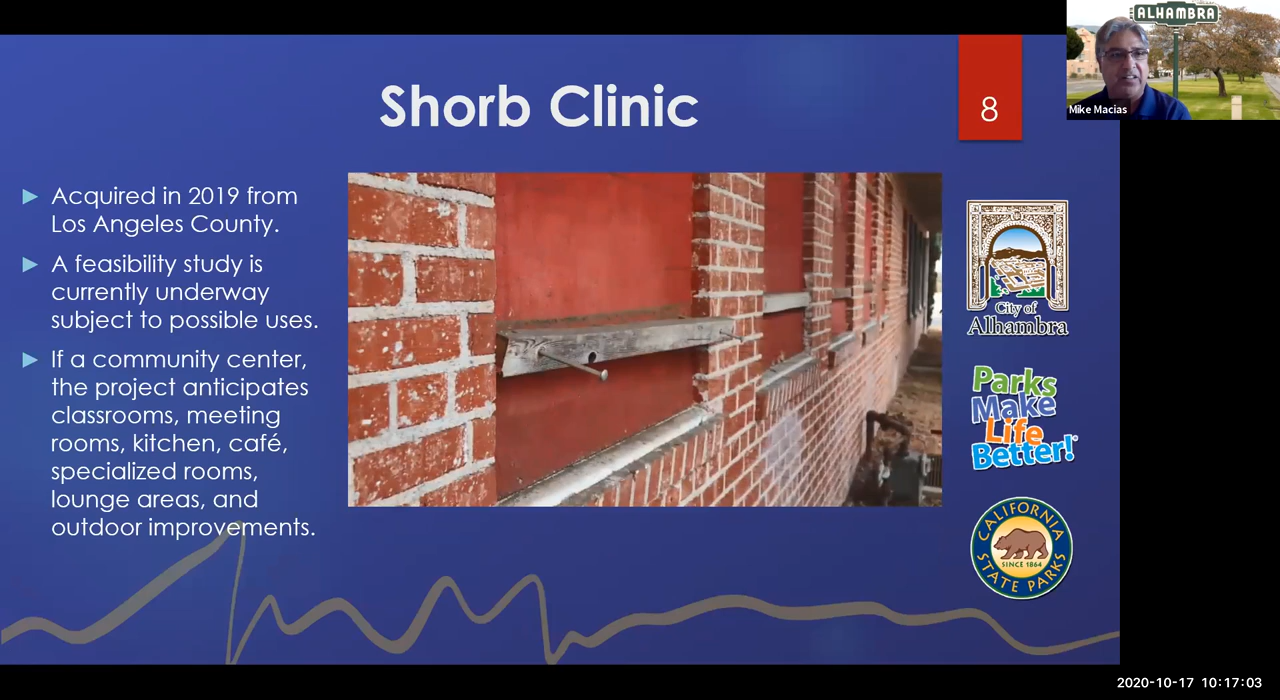 ALHAMBRA
Mike Macias
Shorb Clinic
8
Acquired in 2019 from
Los Angeles County.
A feasibility study is
currently underway
subject to possible uses.
If a community center,
the project anticipates
classrooms, meeting
rooms, kitchen, café,
specialized rooms,
lounge areas, and
outdoor improvements.
City of
Alhambra
Parks
Make
Life
Better!
CALIFORNIA
SINCE 1864
STATE PARKS
2020-10-17 10:17:03